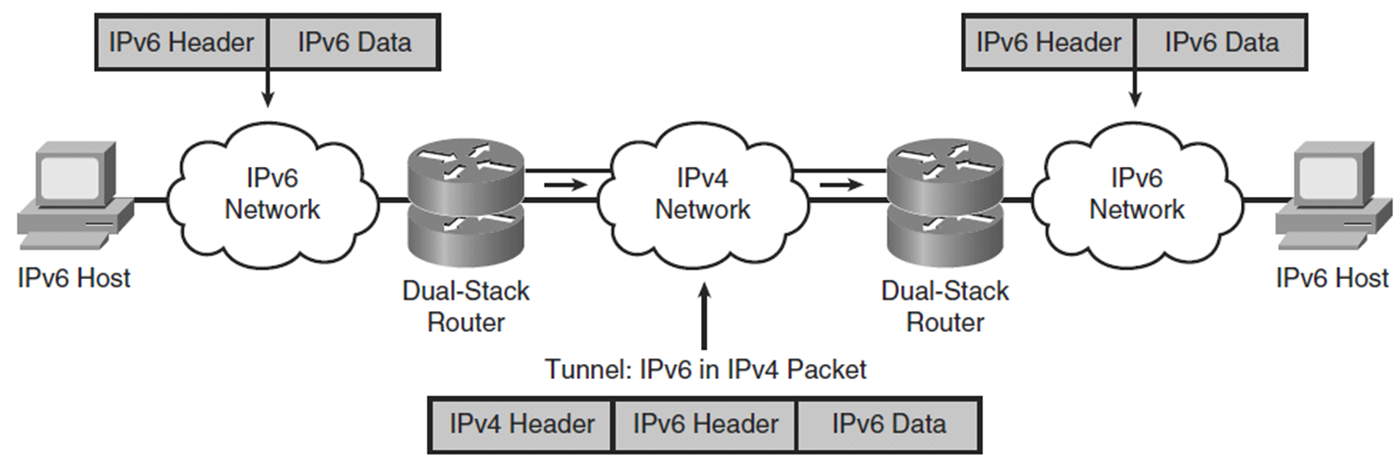 IPv6 Header IPv6 Data
IPv6 Header IPv6 Data
IPv6
Network
IPv4
Network
IPv6
Network
IPv6 Host
Dual-Stack
Router
Dual-Stack
Router
IPv6 Host
Tunnel: IPv6 in IPv4 Packet
IPv4 Header IPv6 Header IPv6 Data